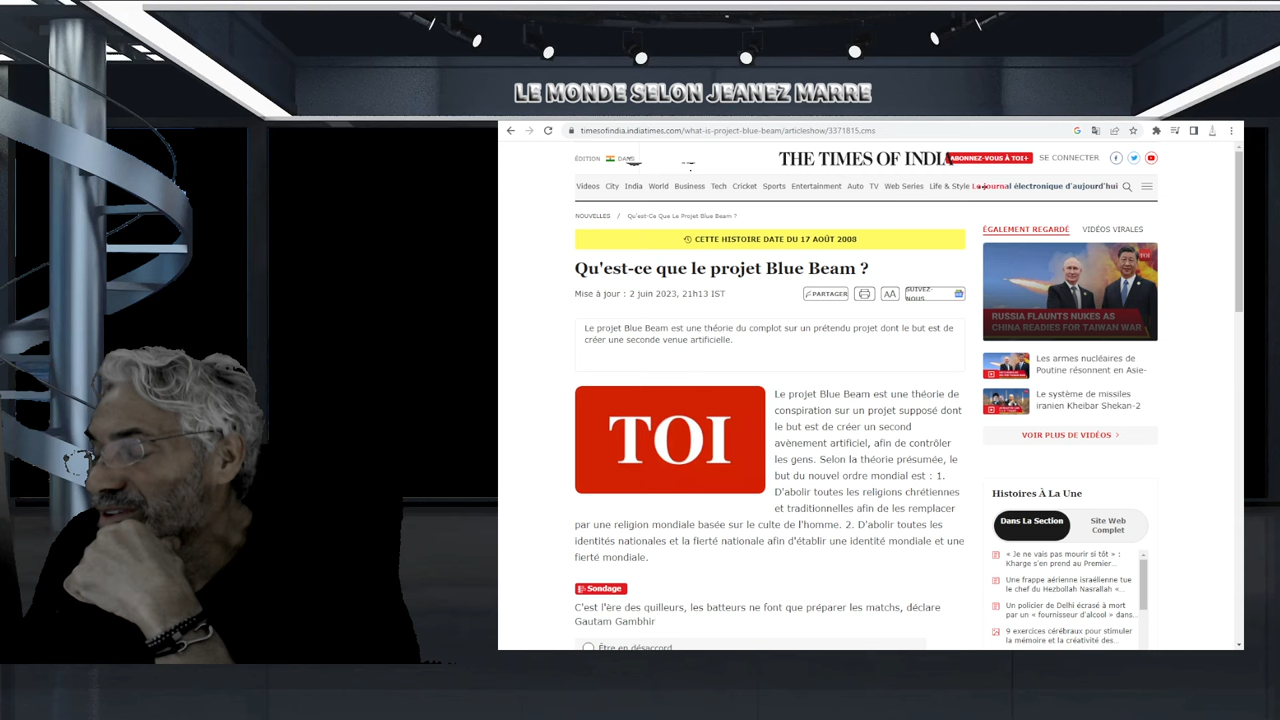 LE MONDE SELON JEANEZ MARRE
timesofindia.indiatimes.com/what-is-project-blue-beam/articleshow/3371815.cms
ÉDITION DANS
THE TIMES OF INDIA
ABONNEZ-VOUS À TOI+ SE CONNECTER
Videos City India World Business Tech Cricket Sports Entertainment Auto TV Web Series Life & Style Le journal électronique d'aujourd'hui
NOUVELLES / Qu'est-Ce Que Le Projet Blue Beam ?
CETTE HISTOIRE DATE DU 17 AOÛT 2008
Qu'est-ce que le projet Blue Beam ?
Mise à jour : 2 juin 2023, 21h13 IST
PARTAGER
AA
SUIVEZ-
NOUS
Le projet Blue Beam est une théorie du complot sur un prétendu projet dont le but est de
créer une seconde venue artificielle.
TOI
Le projet Blue Beam est une théorie de
conspiration sur un projet supposé dont
le but est de créer un second
avènement artificiel, afin de contrôler
les gens. Selon la théorie présumée, le
but du nouvel ordre mondial est : 1.
D'abolir toutes les religions chrétiennes
et traditionnelles afin de les remplacer
par une religion mondiale basée sur le culte de l'homme. 2. D'abolir toutes les
identités nationales et la fierté nationale afin d'établir une identité mondiale et une
fierté mondiale.
Sondage
C'est l'ère des quilleurs, les batteurs ne font que préparer les matchs, déclare
Gautam Gambhir
Être en désaccord
ÉGALEMENT REGARDÉ VIDÉOS VIRALES
TOI
RUSSIA FLAUNTS NUKES AS
CHINA READIES FOR TAIWAN WAR
Les armes nucléaires de
Poutine résonnent en Asie-
Le système de missiles
iranien Kheibar Shekan-2
VOIR PLUS DE VIDÉOS
Histoires À La Une
Dans La Section
Site Web
Complet
« Je ne vais pas mourir si tôt » :
Kharge s'en prend au Premier...
Une frappe aérienne israélienne tue
le chef du Hezbollah Nasrallah «...
Un policier de Delhi écrasé à mort
par un « fournisseur d'alcool » dans...
9 exercices cérébraux pour stimuler
la mémoire et la créativité des...